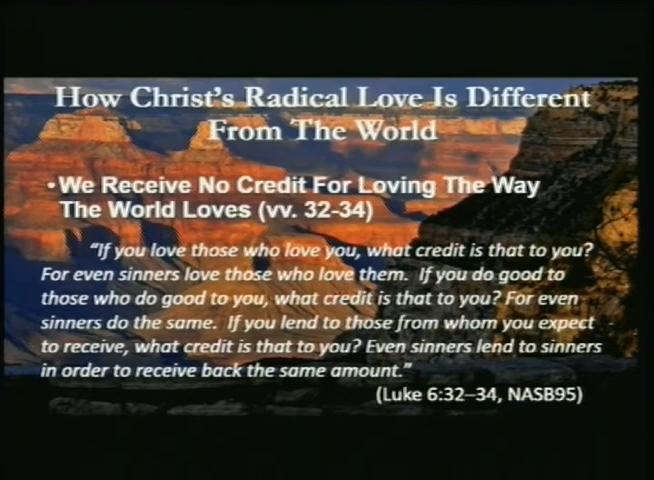 How Christ's Radical Love Is Different
From The World
•We Receive No Credit For Loving The Way
The World Loves (vv. 32-34)
“If you love those who love you, what credit is that to you?
For even sinners love those who love them.  If you do good to
those who do good to you, what credit is that to you? For even
sinners do the same.  If you lend to those from whom you expect
to receive, what credit is that to you? Even sinners lend to sinners
in order to receive back the same amount.”
(Luke 6:32–34, NASB95)